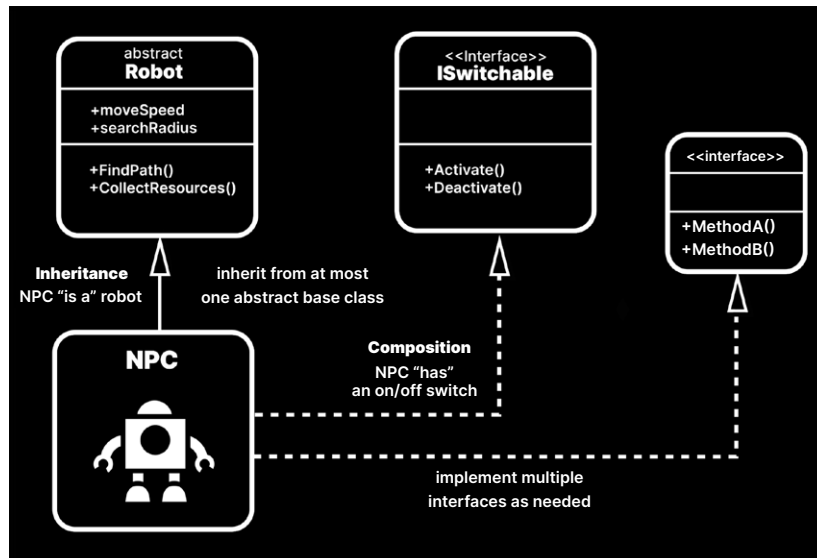 abstract
Robot
+moveSpeed
+searchRadius
+FindPath()
+CollectResources()
<<Interface>>
ISwitchable
+Activate()
+Deactivate()
<<interface>>
+MethodA()
+MethodB()
Inheritance
NPC “is a” robot
inherit from at most
one abstract base class
NPC
Composition
NPC “has”
an on/off switch
implement multiple
interfaces as needed